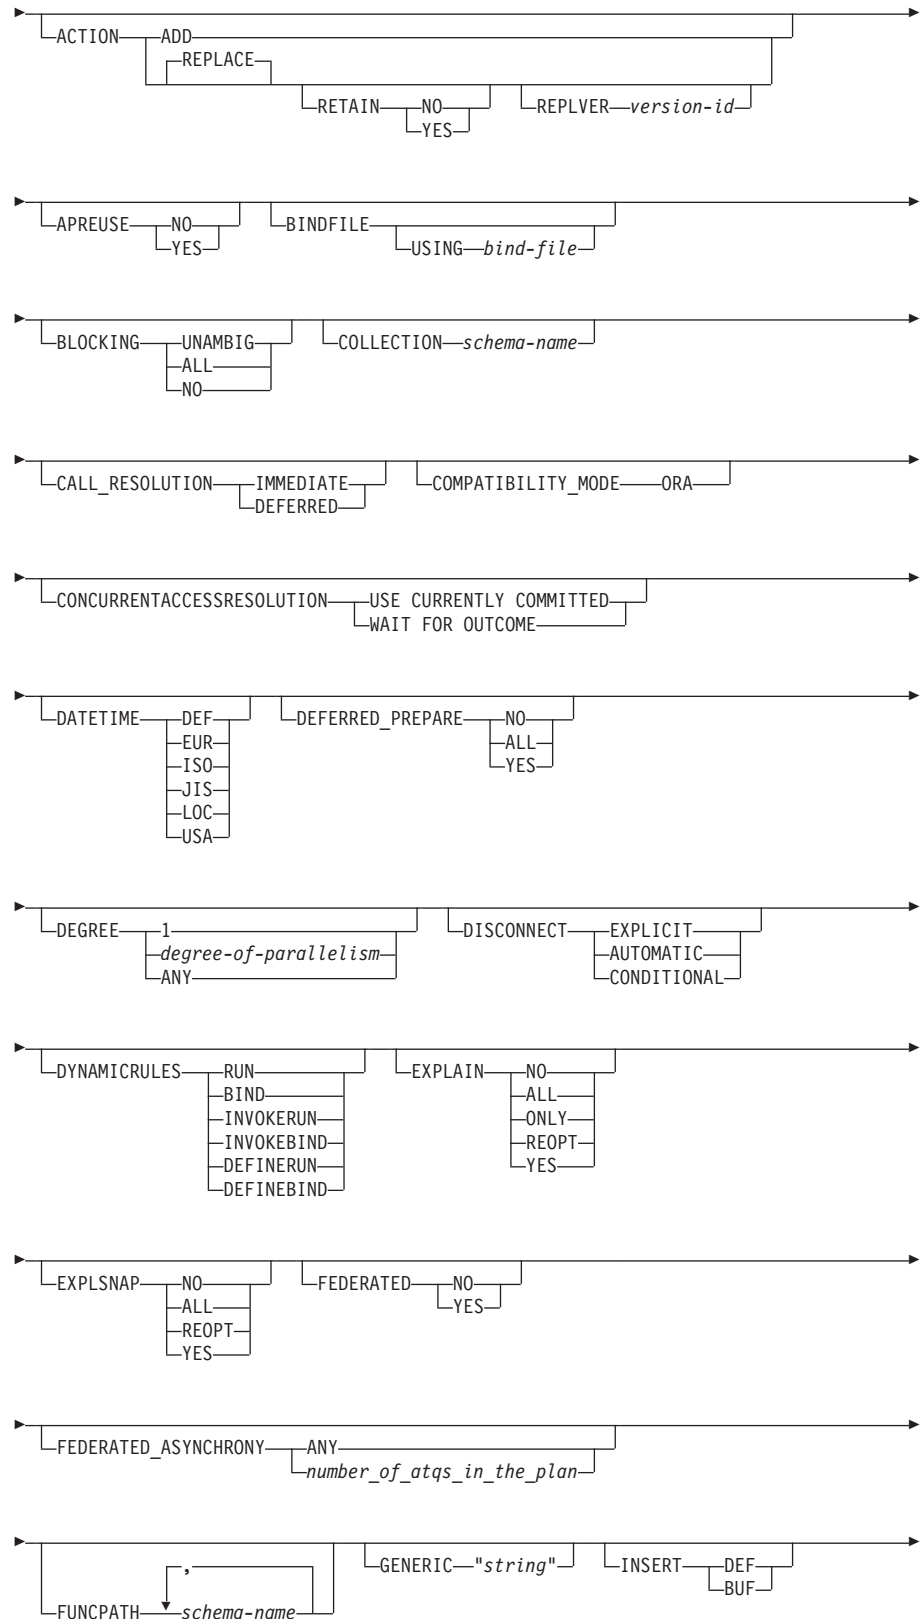 ACTION ADD
REPLACE
RETAIN NO REPLVER version-id
YES
APREUSE NO BINDFILE
YES USING bind-file
BLOCKING UNAMBIG COLLECTION schema-name
ALL
NO
CALL_RESOLUTION IMMEDIATE COMPATIBILITY_MODE ORA
DEFERRED
CONCURRENTACCESSRESOLUTION USE CURRENTLY COMMITTED
WAIT FOR OUTCOME
DATETIME DEF DEFERRED_PREPARE NO
EUR ALL
ISO YES
JIS
LOC
USA
DEGREE 1 DISCONNECT EXPLICIT
degree-of-parallelism AUTOMATIC
ANY CONDITIONAL
DYNAMICRULES RUN EXPLAIN NO
BIND ALL
INVOKERUN ONLY
INVOKEBIND REOPT
DEFINERUN YES
DEFINEBIND
EXPLSNAP NO FEDERATED NO
ALL YES
REOPT
YES
FEDERATED_ASYNCHRONY ANY
number_of_atqs_in_the_plan
, GENERIC "string" INSERT DEF
BUF
FUNCPATH schema-name